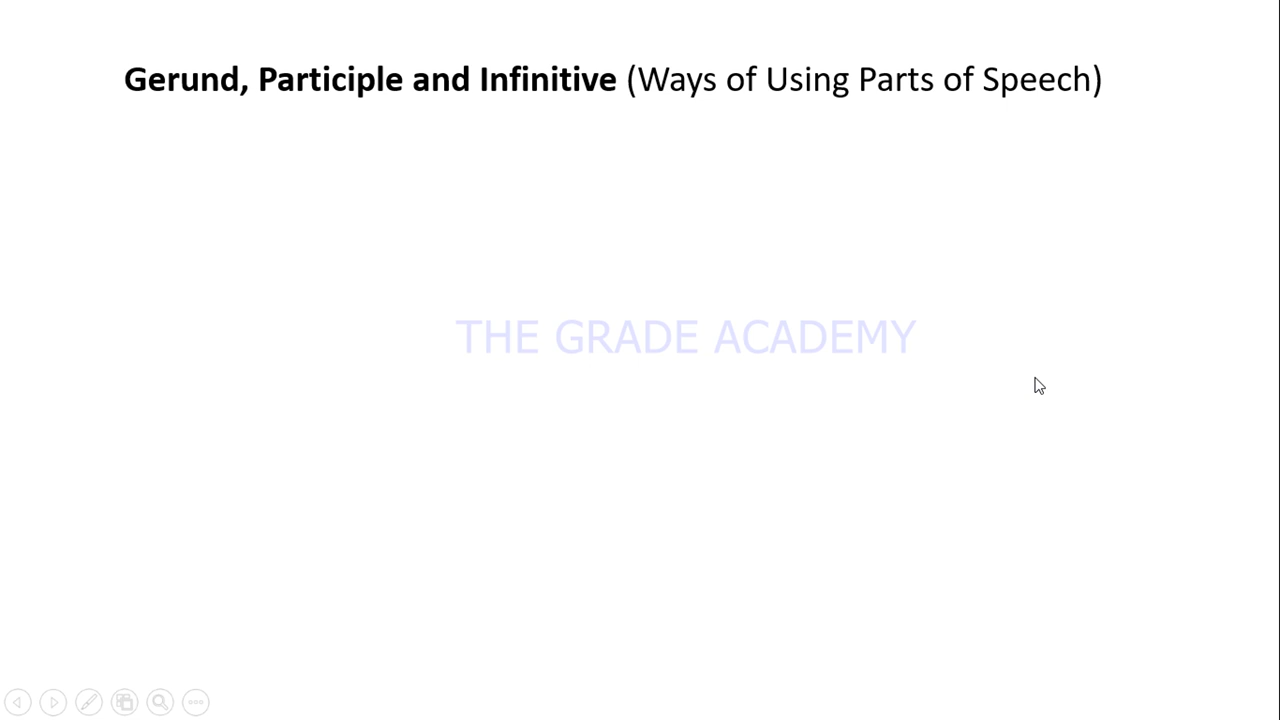 Gerund, Participle and Infinitive (Ways of Using Parts of Speech)
THE GRADE ACADEMY